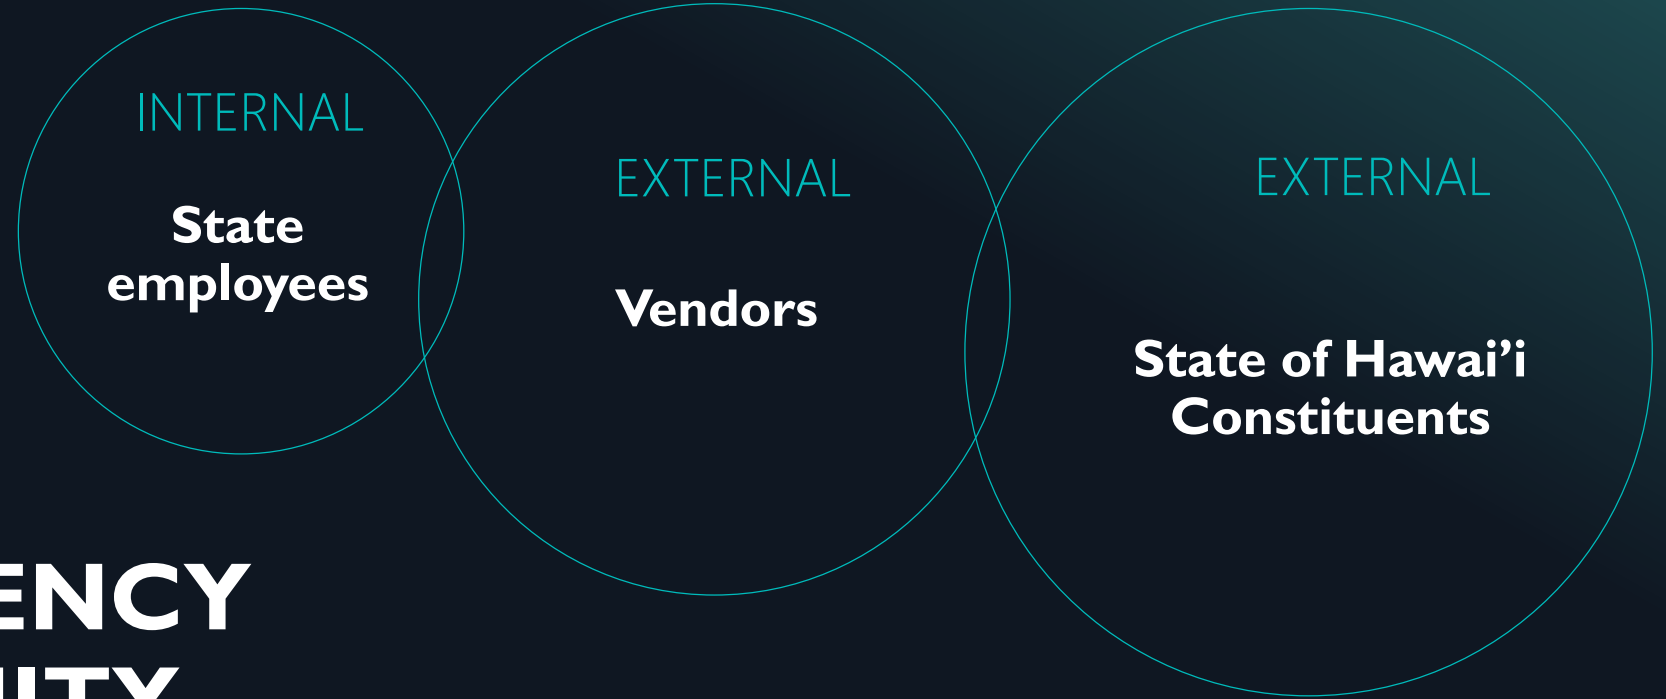 INTERNAL
State
employees
EXTERNAL
Vendors
EXTERNAL
State of Hawai’i
Constituents
ENCY